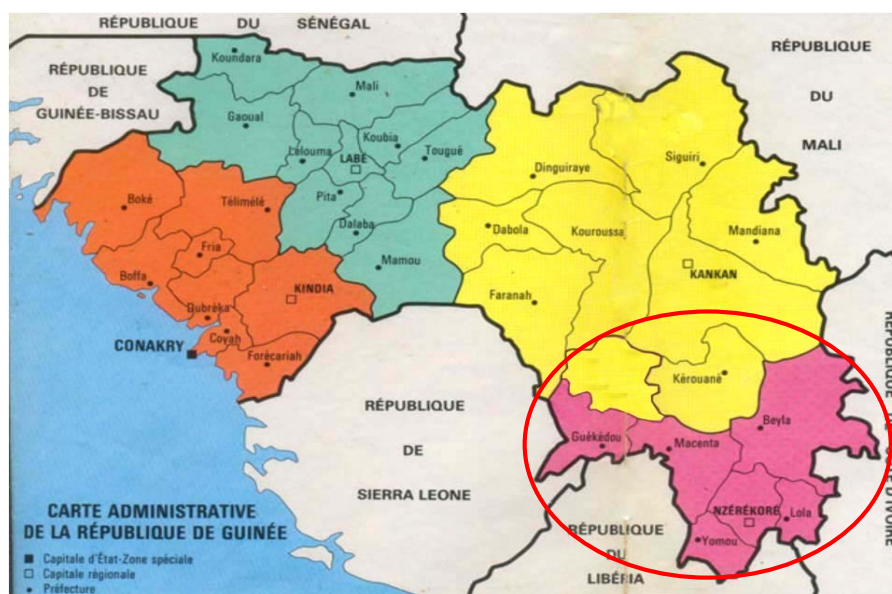 RÉPUBLIQUE DU SÉNÉGAL
RÉPUBLIQUE
DE
GUINÉE-BISSAU
RÉPUBLIQUE
DU
MALI
Koundara
Mali
Gaoual
Koubia
Lélouma
LABÉ
Tougué
Pita
Dalaba
Mamou
Boké
Télimélé
Fria
Boffa
KINDIA
Dubréka
Coyah
CONAKRY
Forécariah
Dinguiraye
Siguiri
Dabola
Kouroussa
Mandiana
KANKAN
Faranah
Kérouané
Beyla
Guékédou
Macenta
NZÉRÉKORÉ
Lola
Yomou
RÉPUBLIQUE
DE
SIERRA LEONE
RÉPUBLIQUE
DU
LIBÉRIA
RÉPUBLIQUE D'IVOIRE
CARTE ADMINISTRATIVE
DE LA RÉPUBLIQUE DE GUINÉE
Capitale d'État-Zone spéciale
Capitale régionale
Préfecture